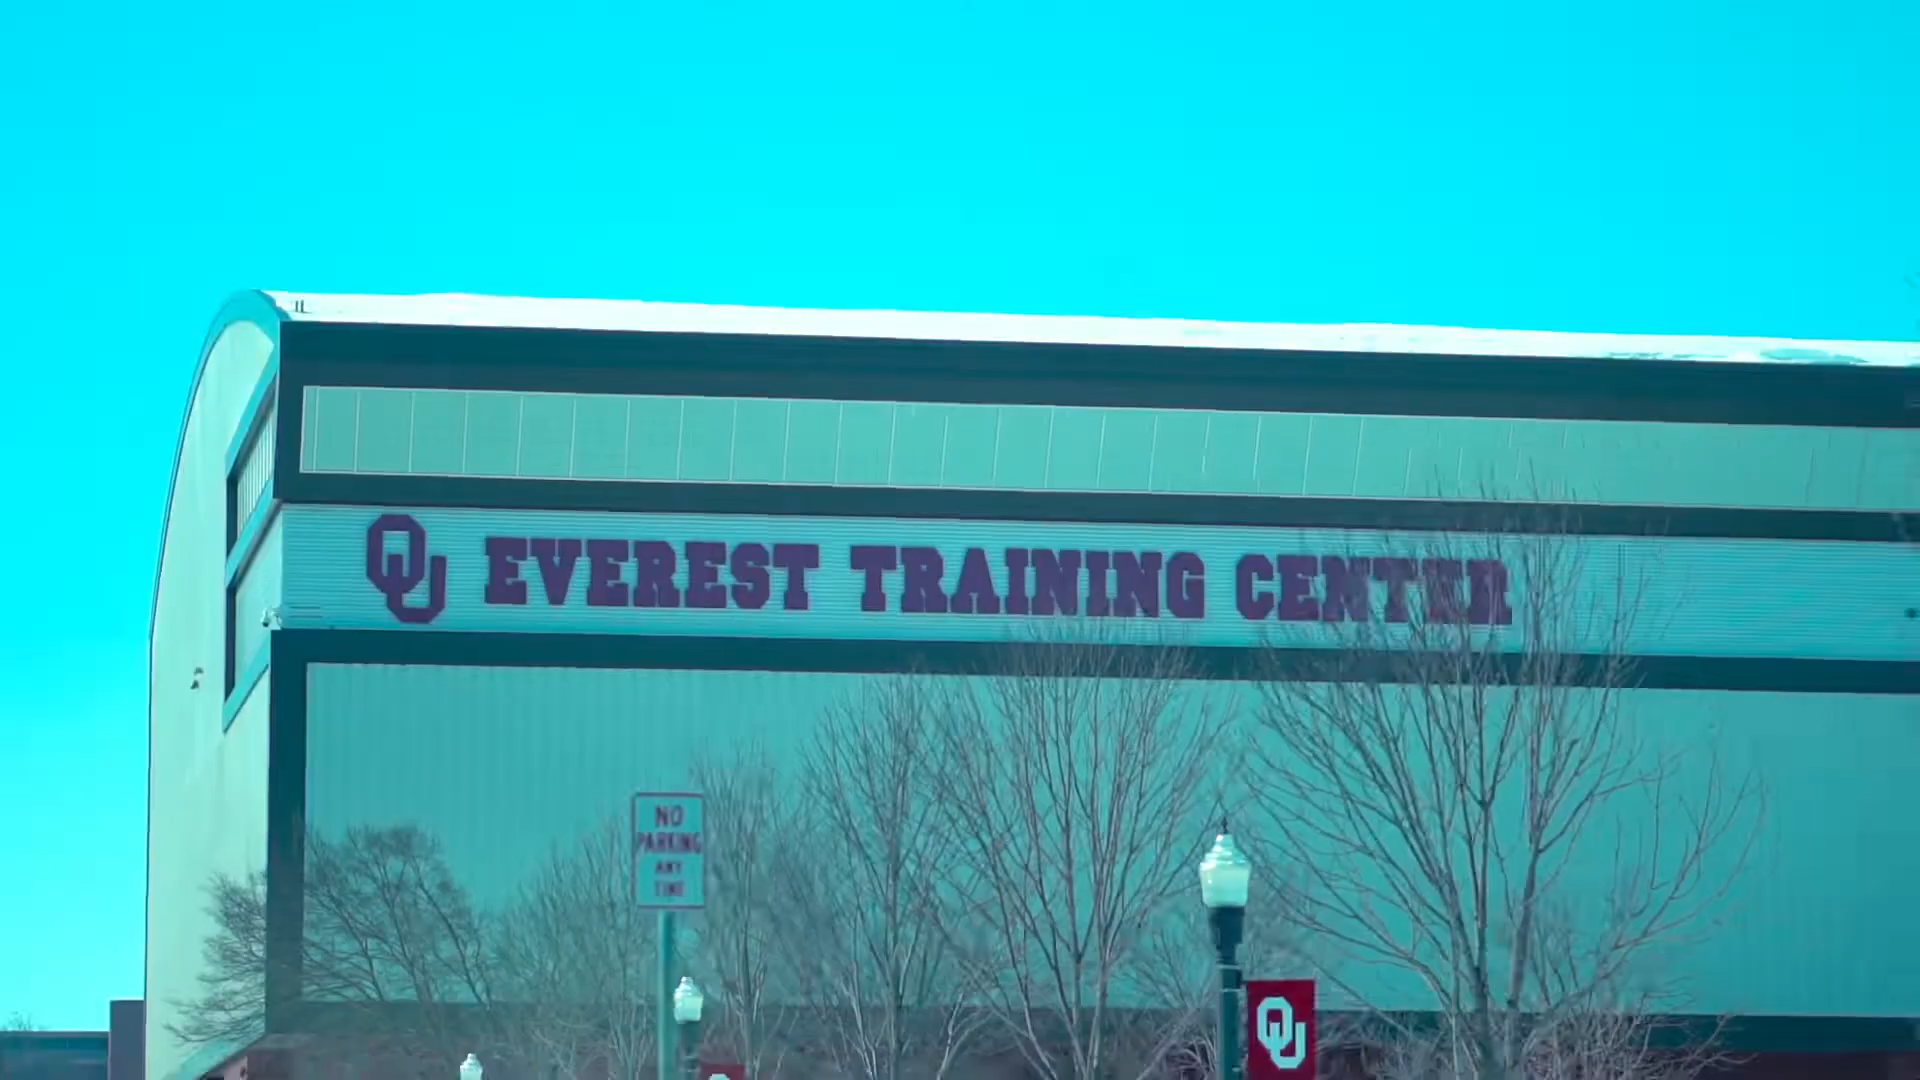 OU EVEREST TRAINING CENTER
NO
PARKING
ANY
TIME
OU